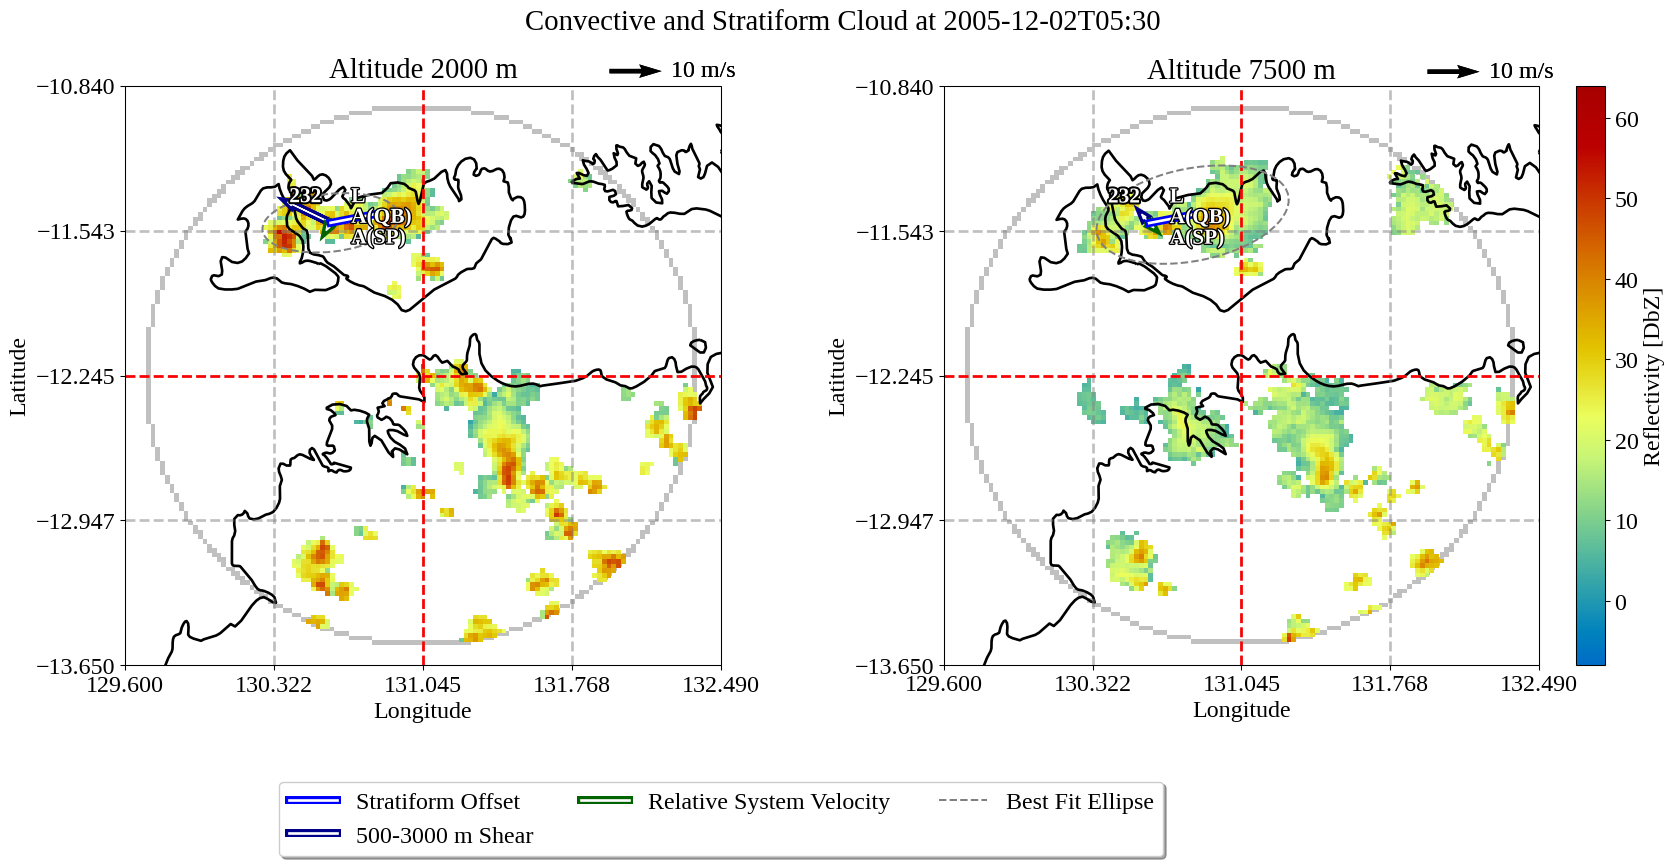 Convective and Stratiform Cloud at 2005-12-02T05:30
Altitude 2000 m
10 m/s
−10.840
−11.543
−12.245
−12.947
−13.650
Latitude
129.600
130.322
131.045
131.768
132.490
Longitude
232
L
A(QB)
A(SP)
Altitude 7500 m
10 m/s
−10.840
−11.543
−12.245
−12.947
−13.650
Latitude
129.600
130.322
131.045
131.768
132.490
Longitude
232
L
A(QB)
A(SP)
60
50
40
30
20
10
0
Reflectivity [DbZ]
Stratiform Offset
500-3000 m Shear
Relative System Velocity
Best Fit Ellipse